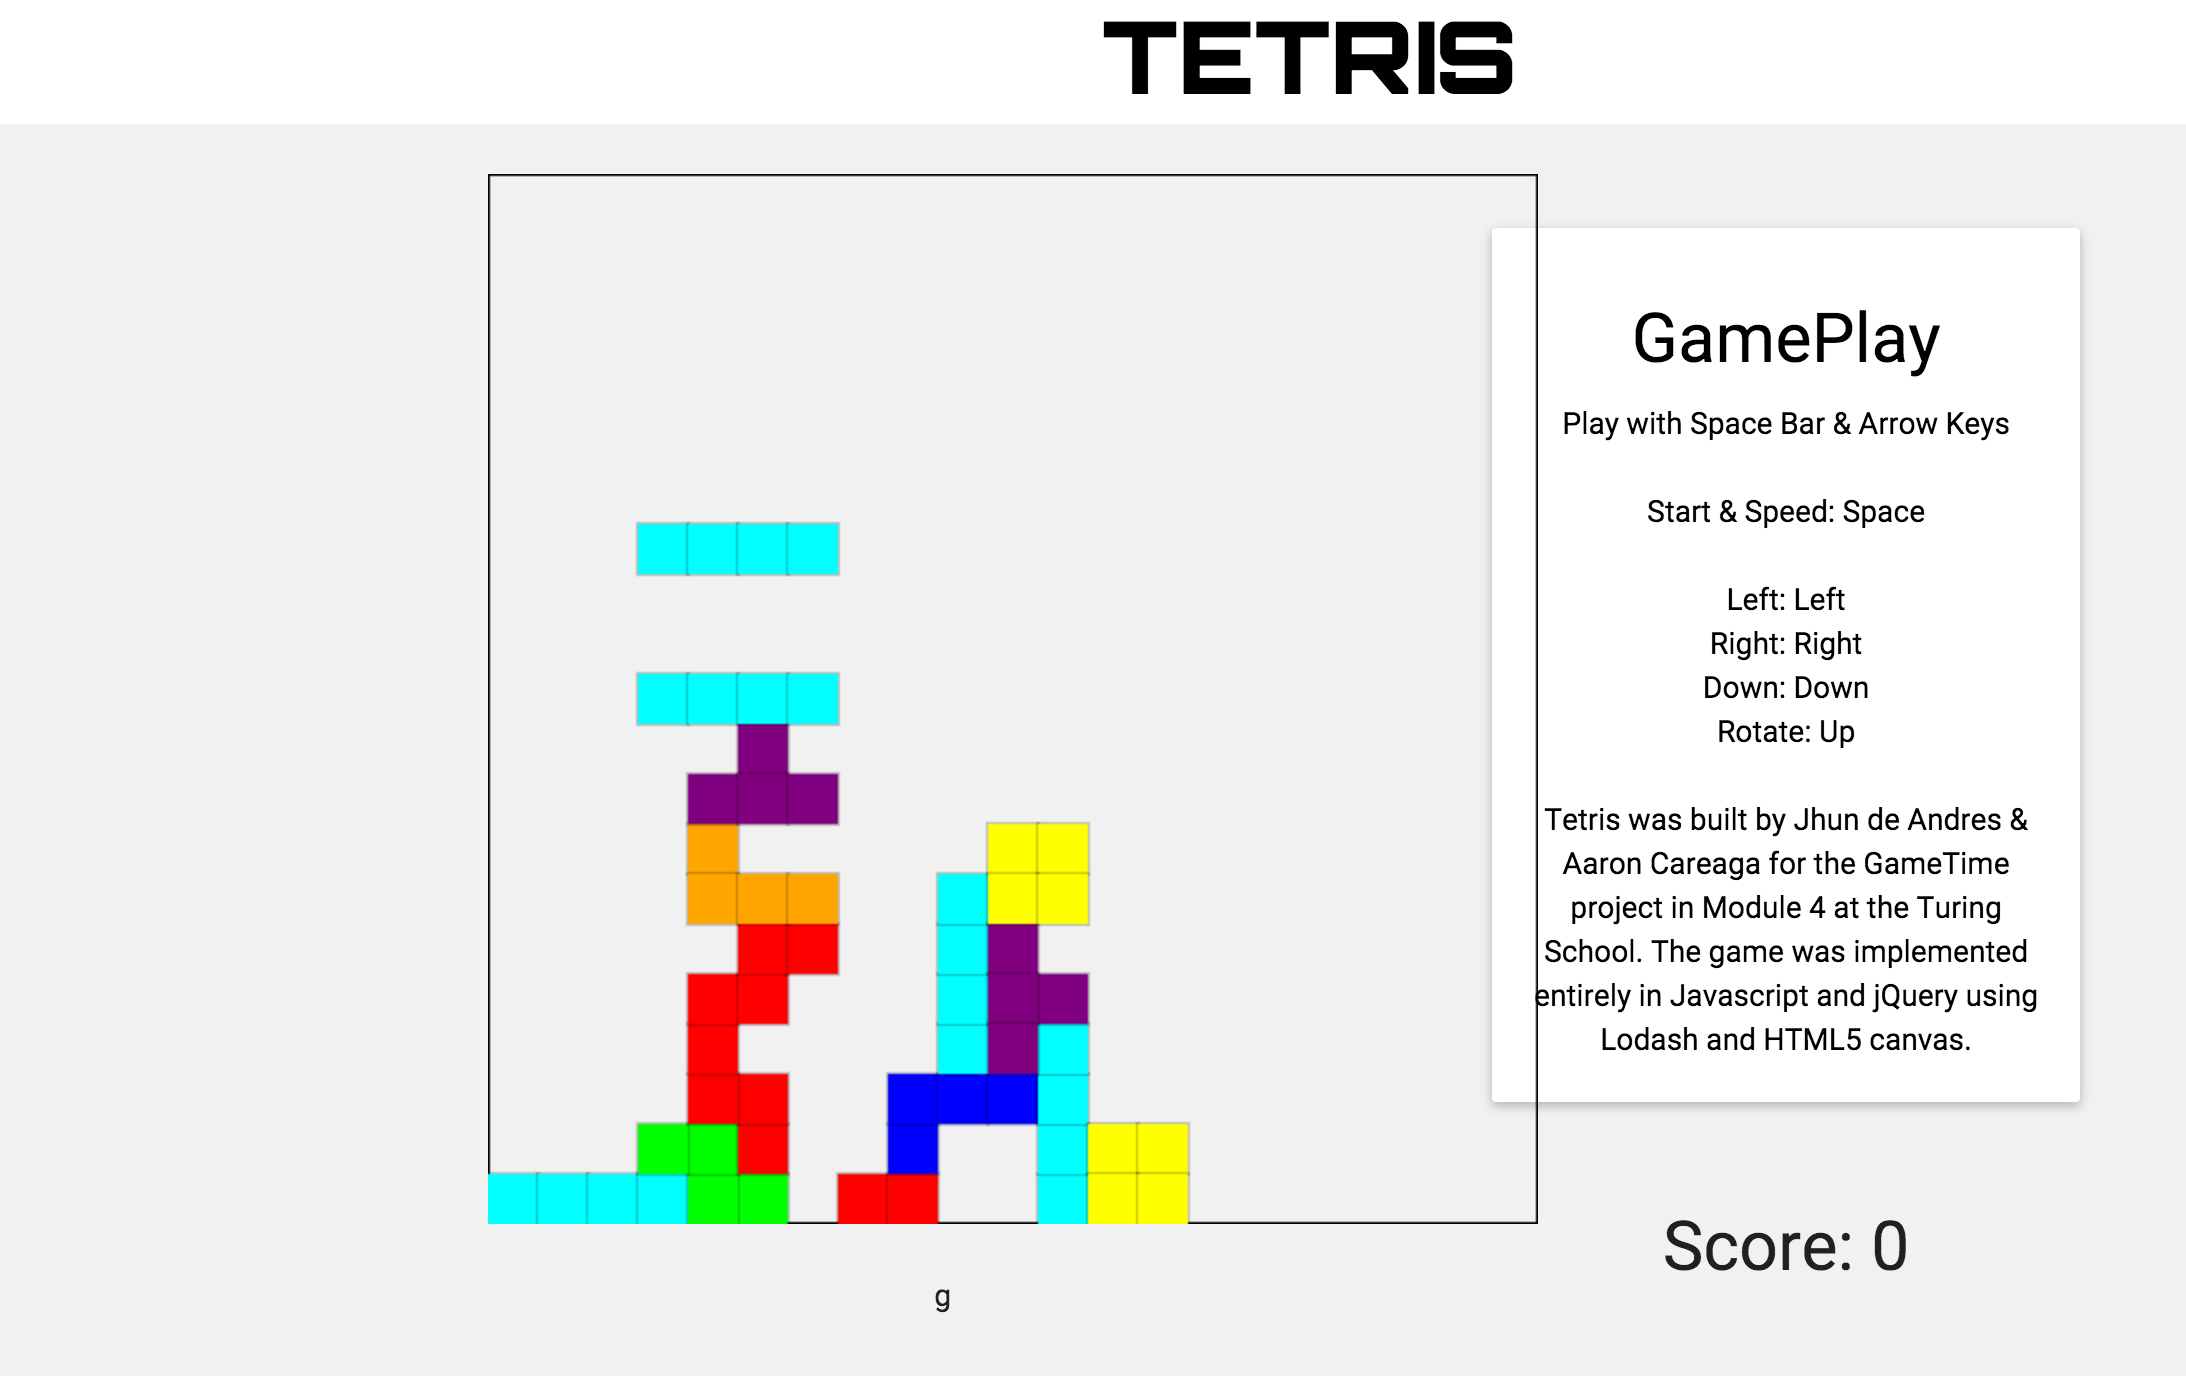 TETRIS
GamePlay
Play with Space Bar & Arrow Keys
Start & Speed: Space
Left: Left
Right: Right
Down: Down
Rotate: Up
Tetris was built by Jhun de Andres &
Aaron Careaga for the GameTime
project in Module 4 at the Turing
School. The game was implemented
entirely in Javascript and jQuery using
Lodash and HTML5 canvas.
Score: 0
g